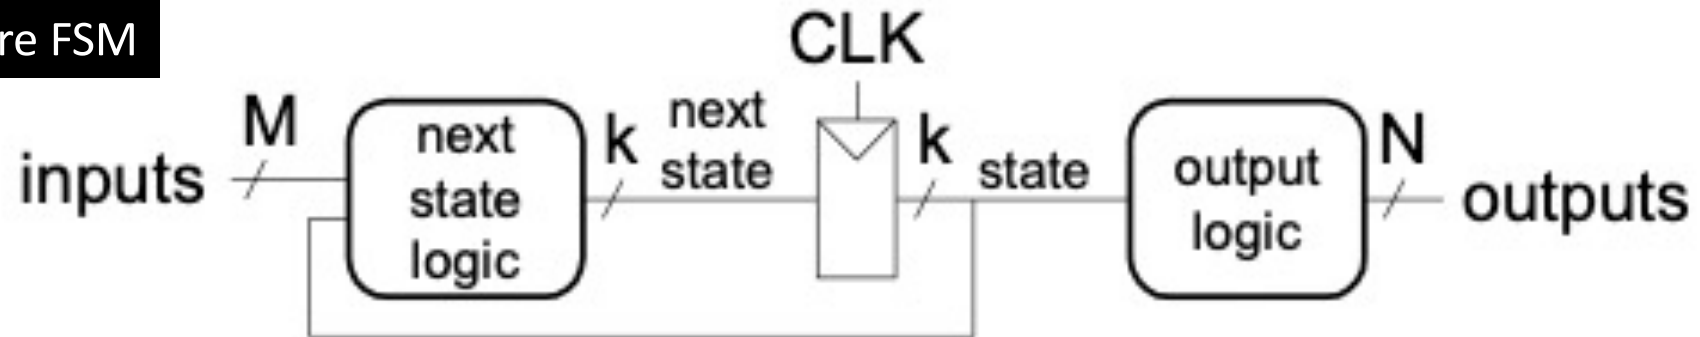 re FSM
CLK
inputs
M
next
state
logic
k
next
state
k
state
output
logic
N
outputs